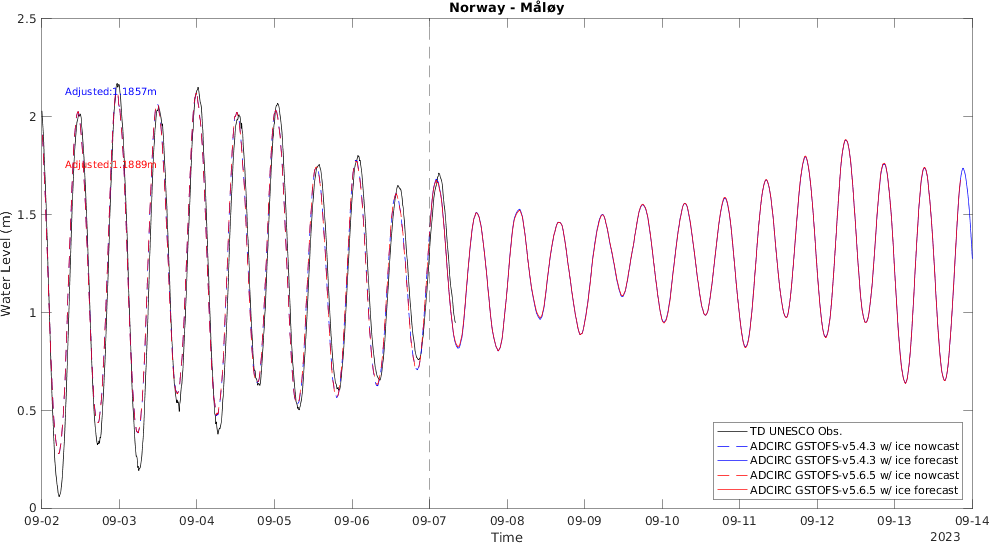 Norway - Måløy
2.5
2
1.5
1
0.5
0
Water Level (m)
Adjusted:1.1857m
Adjusted:1.1889m
TD UNESCO Obs.
ADCIRC GSTOFS-v5.4.3 w/ ice nowcast
ADCIRC GSTOFS-v5.4.3 w/ ice forecast
ADCIRC GSTOFS-v5.6.5 w/ ice nowcast
ADCIRC GSTOFS-v5.6.5 w/ ice forecast
09-02 09-03 09-04 09-05 09-06 09-07 09-08 09-09 09-10 09-11 09-12 09-13 09-14
Time
2023